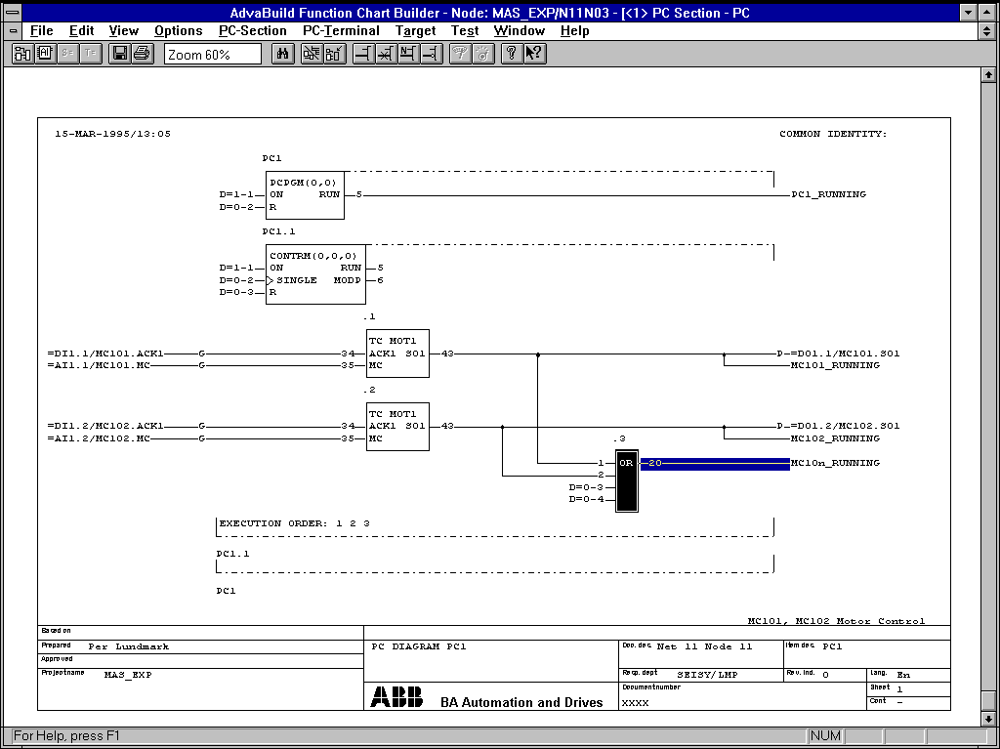 AdvaBuild Function Chart Builder - Node: MAS_EXP/N11N03 - [<1> PC Section - PC
File Edit View Options PC-Section PC-Terminal Target Test Window Help
S= T= Zoom 60% N ? ?
15-MAR-1995/13:05 COMMON IDENTITY:
PC1
PCPGM(0,0)
D=1-1 ON RUN 5 PC1_RUNNING
D=0-2 R
PC1.1
CONTRM(0,0,0)
D=1-1 ON RUN 5
D=0-2 SINGLE MODP 6
D=0-3 R
.1
TC MOT1
=DI1.1/MC101.ACK1 G 34 ACK1 SO1 43 P =DO1.1/MC101.SO1
=AI1.1/MC101.MC G 35 MC MC101_RUNNING
.2
TC MOT1
=DI1.2/MC102.ACK1 G 34 ACK1 SO1 43 P =DO1.2/MC102.SO1
=AI1.2/MC102.MC G 35 MC MC102_RUNNING
.3
1 OR 20 MC10n_RUNNING
2
D=0-3
D=0-4
EXECUTION ORDER: 1 2 3
PC1.1
PC1
MC101, MC102 Motor Control
Based on
Prepared Per Lundmark PC DIAGRAM PC1 Doc. des. Net 11 Node 11 Item des. PC1
Approved
Project name MAS_EXP Resp. dept SEISY/LMP Rev. ind. 0 Lang. En
Document number Sheet 1
ABB BA Automation and Drives XXXX Cont -
For Help, press F1 NUM